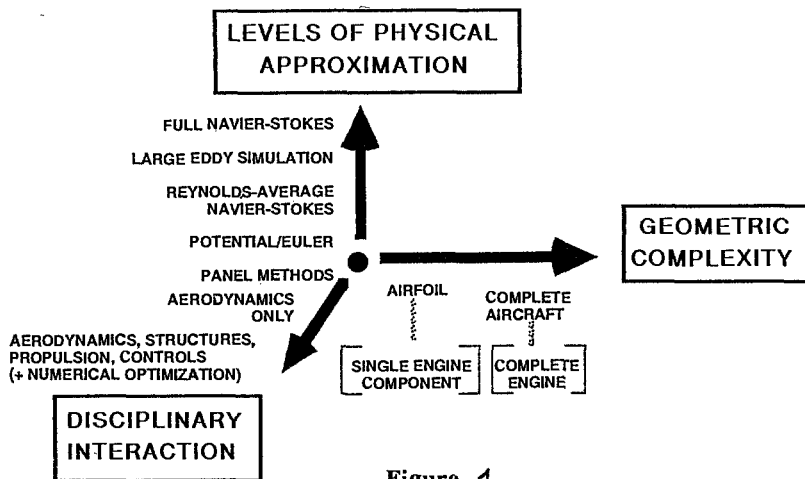 LEVELS OF PHYSICAL
APPROXIMATION
FULL NAVIER-STOKES
LARGE EDDY SIMULATION
REYNOLDS-AVERAGE
NAVIER-STOKES
POTENTIAL/EULER
PANEL METHODS
GEOMETRIC
COMPLEXITY
AERODYNAMICS
ONLY
AIRFOIL
COMPLETE
AIRCRAFT
AERODYNAMICS, STRUCTURES,
PROPULSION, CONTROLS
(+ NUMERICAL OPTIMIZATION)
SINGLE ENGINE
COMPONENT
COMPLETE
ENGINE
DISCIPLINARY
INTERACTION
Figure 1